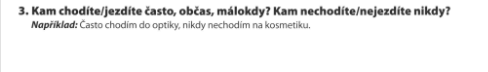 3. Kam chodíte/jezdíte často, občas, málokdy? Kam nechodíte/nejezdíte nikdy?
Například: Často chodím do optiky, nikdy nechodím na kosmetiku.